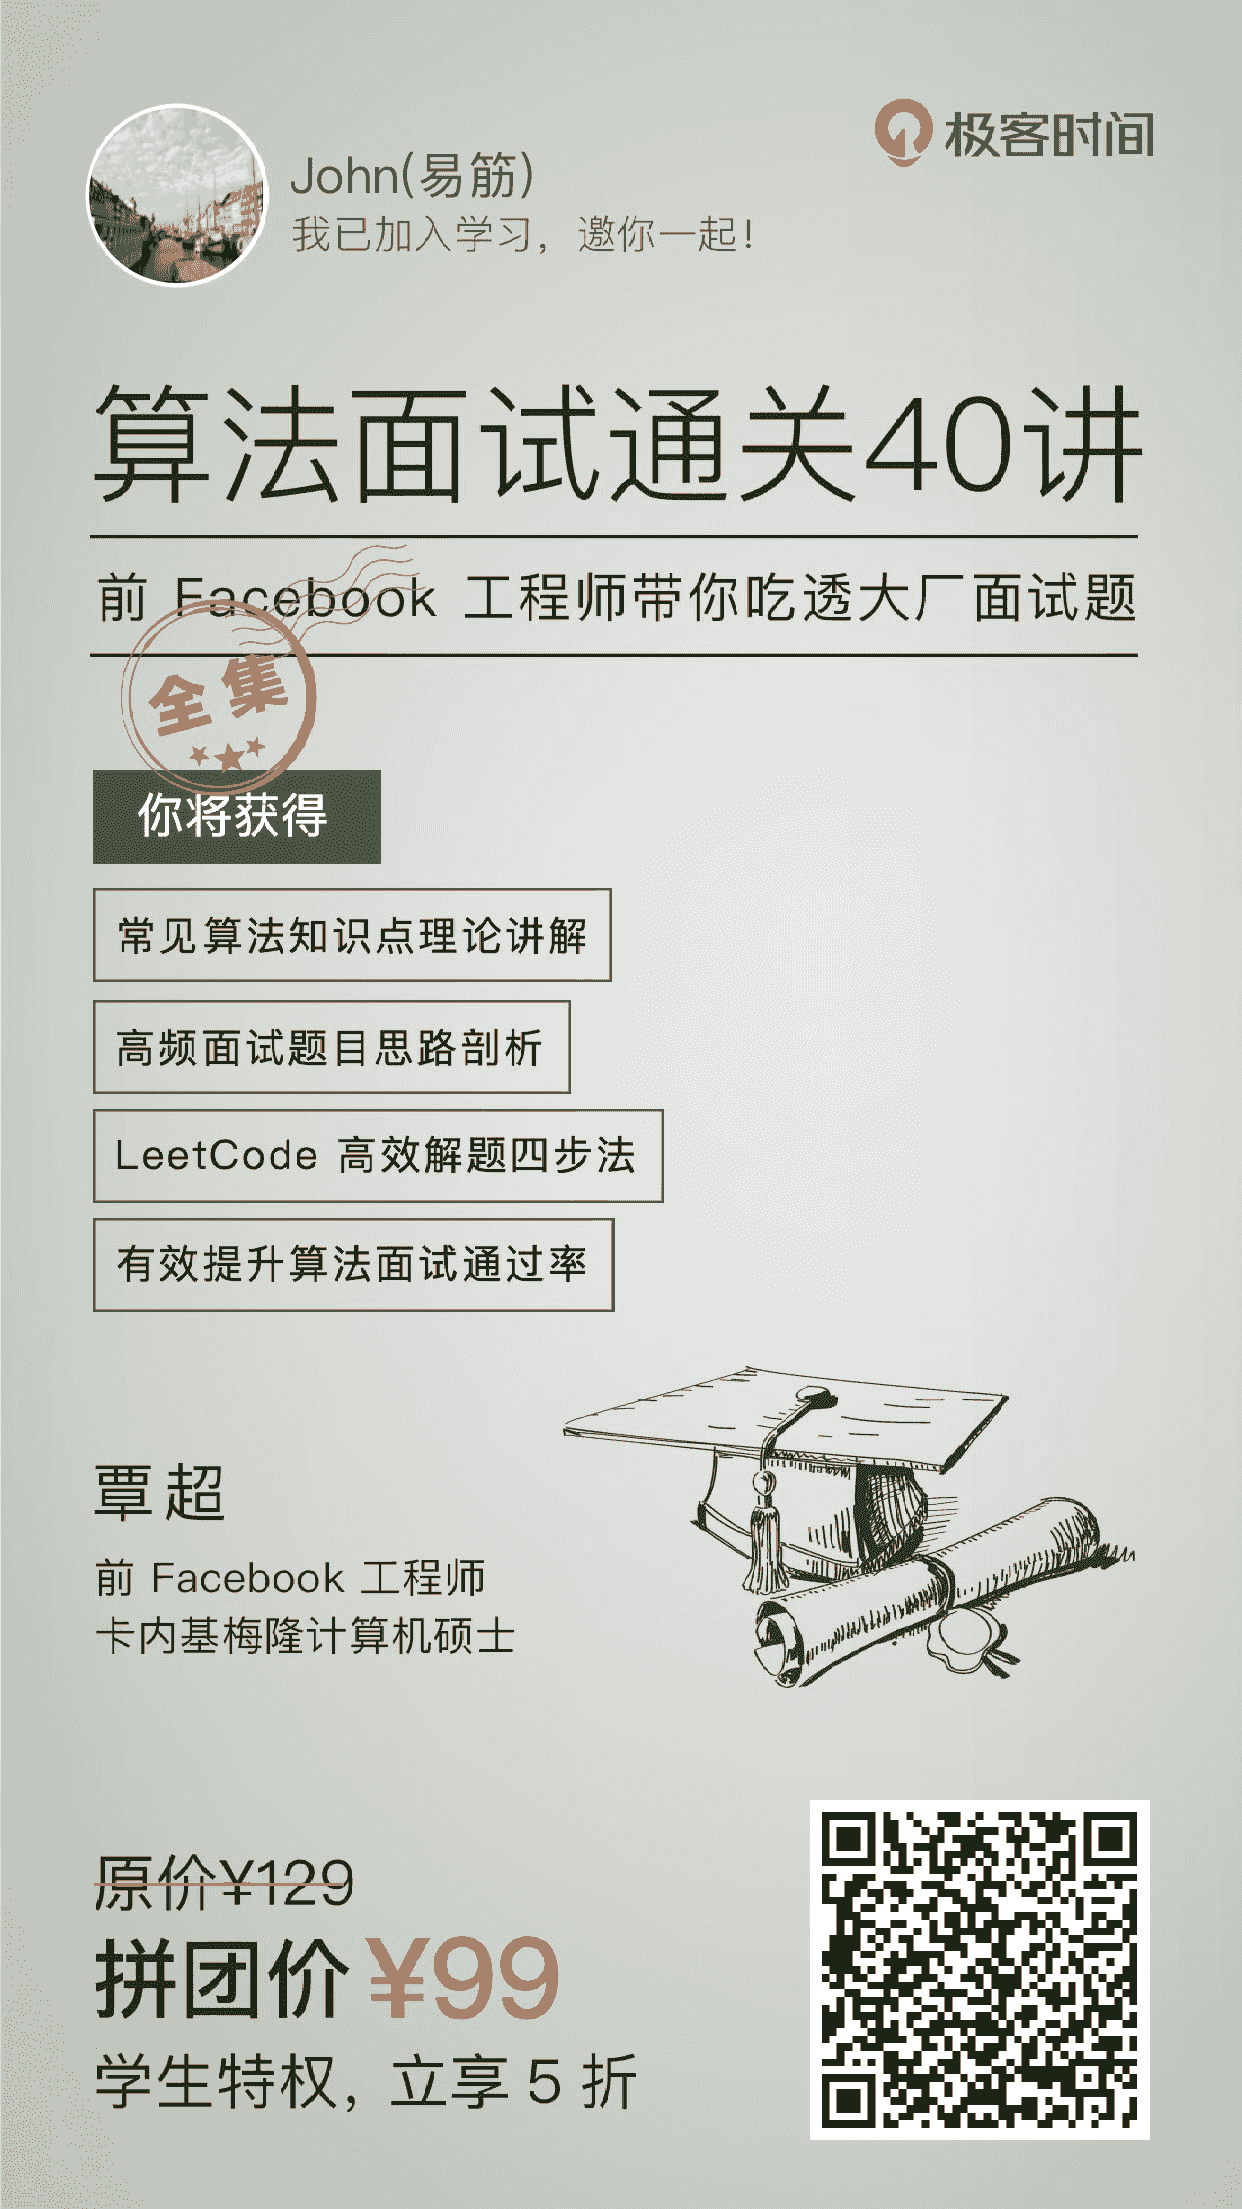 极客时间
John(易筋)
我已加入学习，邀你一起！
算法面试通关40讲
前 Facebook 工程师带你吃透大厂面试题
全集
你将获得
常见算法知识点理论讲解
高频面试题目思路剖析
LeetCode 高效解题四步法
有效提升算法面试通过率
覃超
前 Facebook 工程师
卡内基梅隆计算机硕士
原价¥129
拼团价¥99
学生特权，立享 5 折